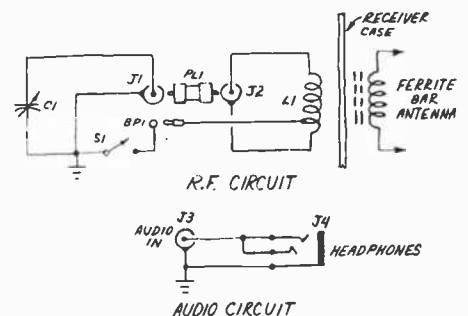 RECEIVER
CASE
J1
PL1
J2
L1
C1
S1
BP1
FERRITE
BAR
ANTENNA
R.F. CIRCUIT
J3
AUDIO
IN
J4
HEADPHONES
AUDIO CIRCUIT